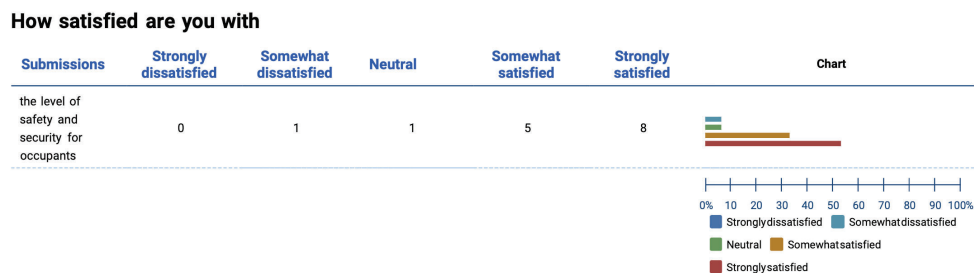 How satisfied are you with
Submissions
Strongly
dissatisfied
Somewhat
dissatisfied
Neutral
Somewhat
satisfied
Strongly
satisfied
Chart
the level of
safety and
security for
occupants
0
1
1
5
8
0% 10 20 30 40 50 60 70 80 90 100%
Stronglydissatisfied Somewhatdissatisfied
Neutral Somewhatsatisfied
Stronglysatisfied